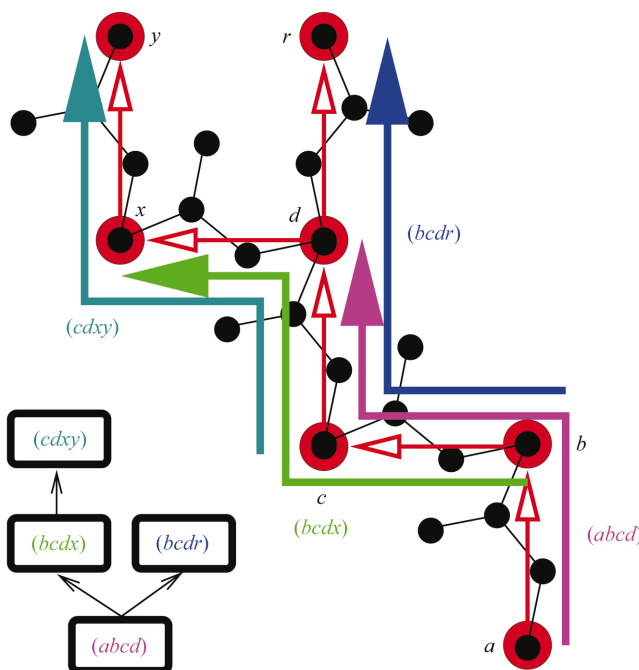 y
r
x
d
(bcdr)
(cdxy)
(cdxy)
b
c
(bcdx)
(bcdx)
(bcdr)
(abcd)
(abcd)
a